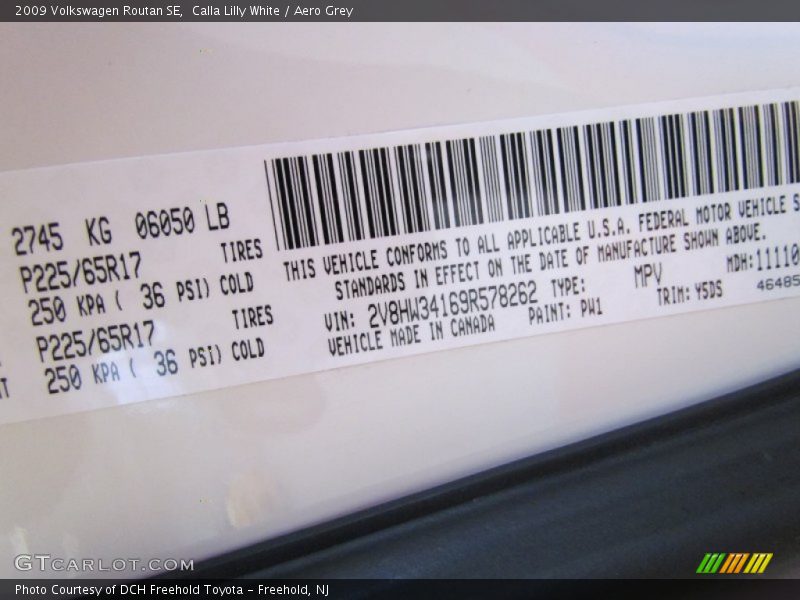 2009 Volkswagen Routan SE, Calla Lilly White / Aero Grey
2745 KG 06050 LB
P225/65R17 TIRES
250 KPA ( 36 PSI) COLD
P225/65R17 TIRES
250 KPA ( 36 PSI) COLD
THIS VEHICLE CONFORMS TO ALL APPLICABLE U.S.A. FEDERAL MOTOR VEHICLE S
STANDARDS IN EFFECT ON THE DATE OF MANUFACTURE SHOWN ABOVE.
VIN: 2V8HW34169R578262 TYPE: MPV MDH:11110
VEHICLE MADE IN CANADA PAINT: PW1 TRIM: Y5DS 46485
GTCARLOT.COM
Photo Courtesy of DCH Freehold Toyota - Freehold, NJ